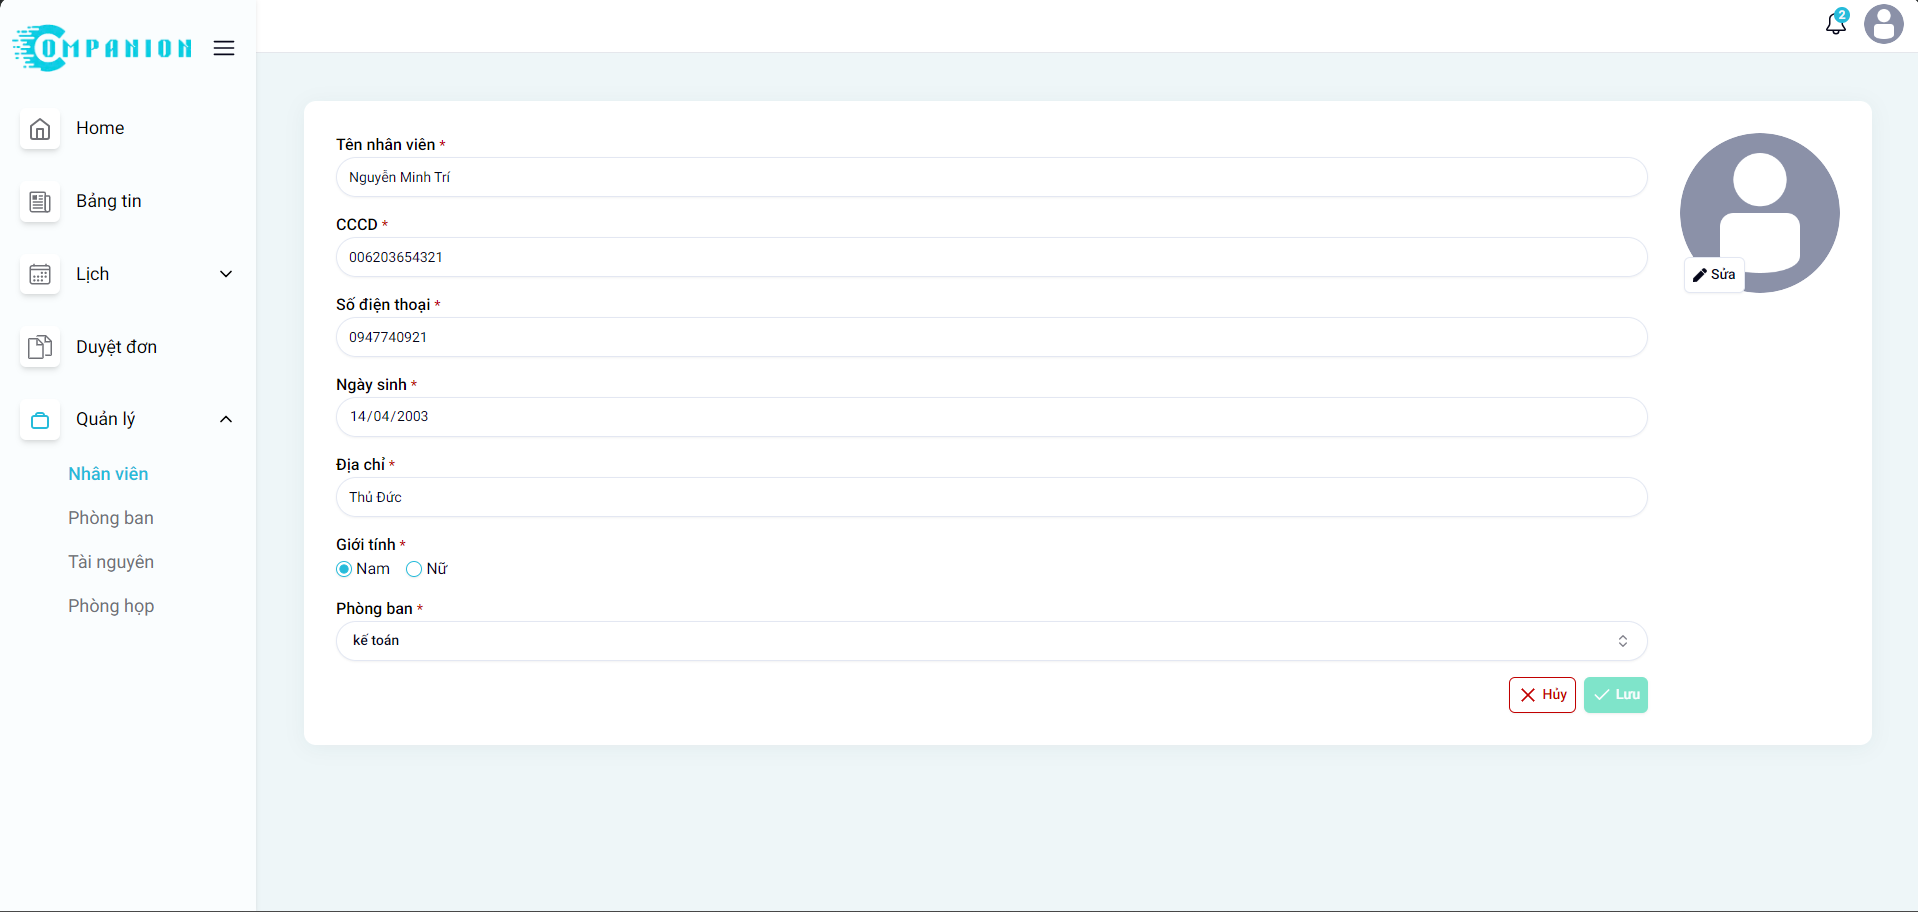 COMPANION
2
Home
Bảng tin
Lịch
Duyệt đơn
Quản lý
Nhân viên
Phòng ban
Tài nguyên
Phòng họp
Tên nhân viên *
Nguyễn Minh Trí
CCCD *
006203654321
Số điện thoại *
0947740921
Ngày sinh *
14/04/2003
Địa chỉ *
Thủ Đức
Giới tính *
Nam Nữ
Phòng ban *
kế toán
Sửa
Hủy Lưu